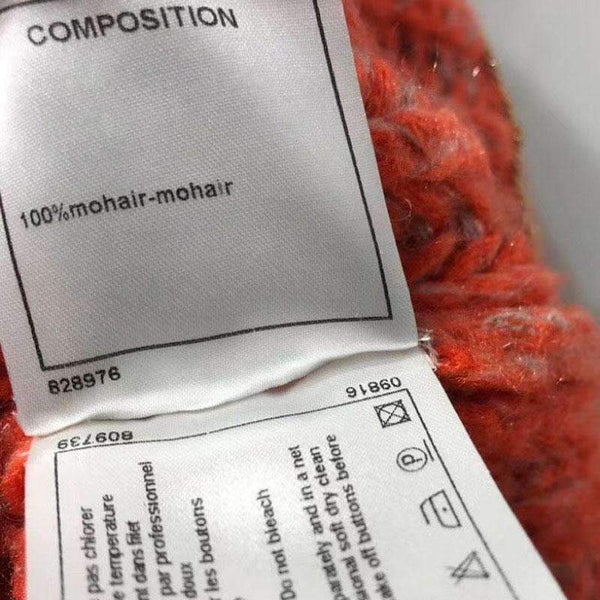 COMPOSITION
100%mohair-mohair
828976
809739
09816
pas chlorer
température
nt dans filet
par professionnel
doux
les boutons
Do not bleach
parately and in a net
onal soft dry clean
ake off buttons before
P